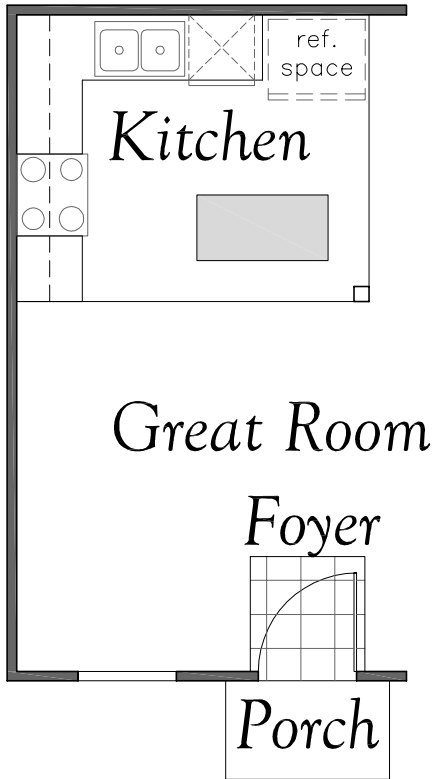 ref.
space
Kitchen
Great Room
Foyer
Porch